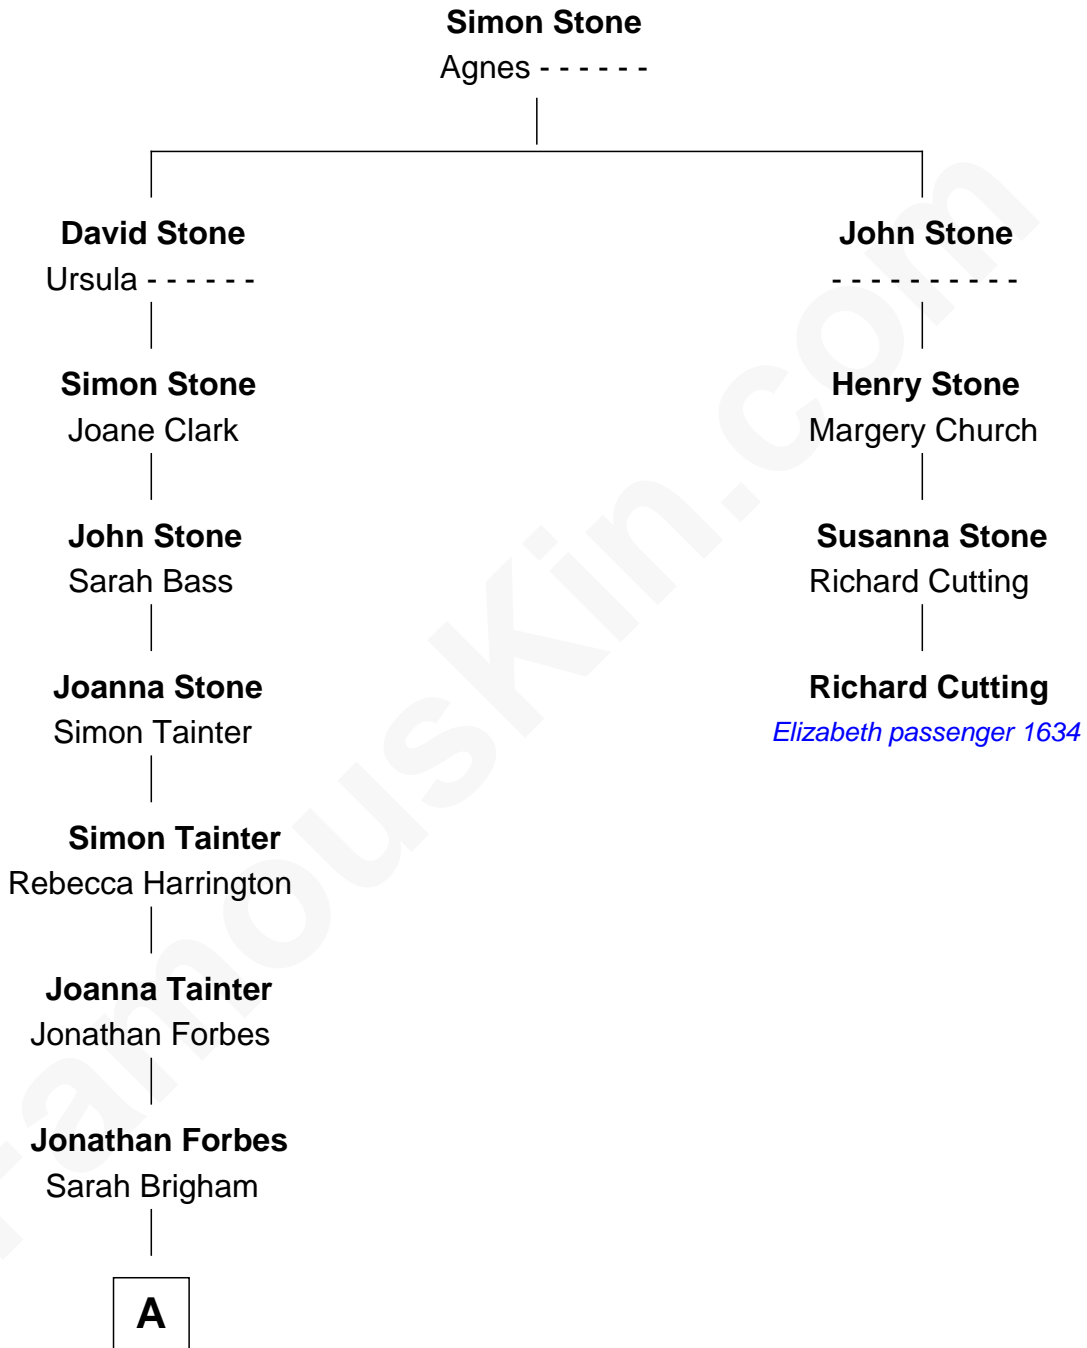 Simon Stone
Agnes - - - - - -
David Stone
Ursula - - - - - -
John Stone
- - - - - - - - - -
Simon Stone
Joane Clark
Henry Stone
Margery Church
John Stone
Sarah Bass
Susanna Stone
Richard Cutting
Joanna Stone
Simon Tainter
Richard Cutting
Elizabeth passenger 1634
Simon Tainter
Rebecca Harrington
Joanna Tainter
Jonathan Forbes
Jonathan Forbes
Sarah Brigham
A
FamousKin.com